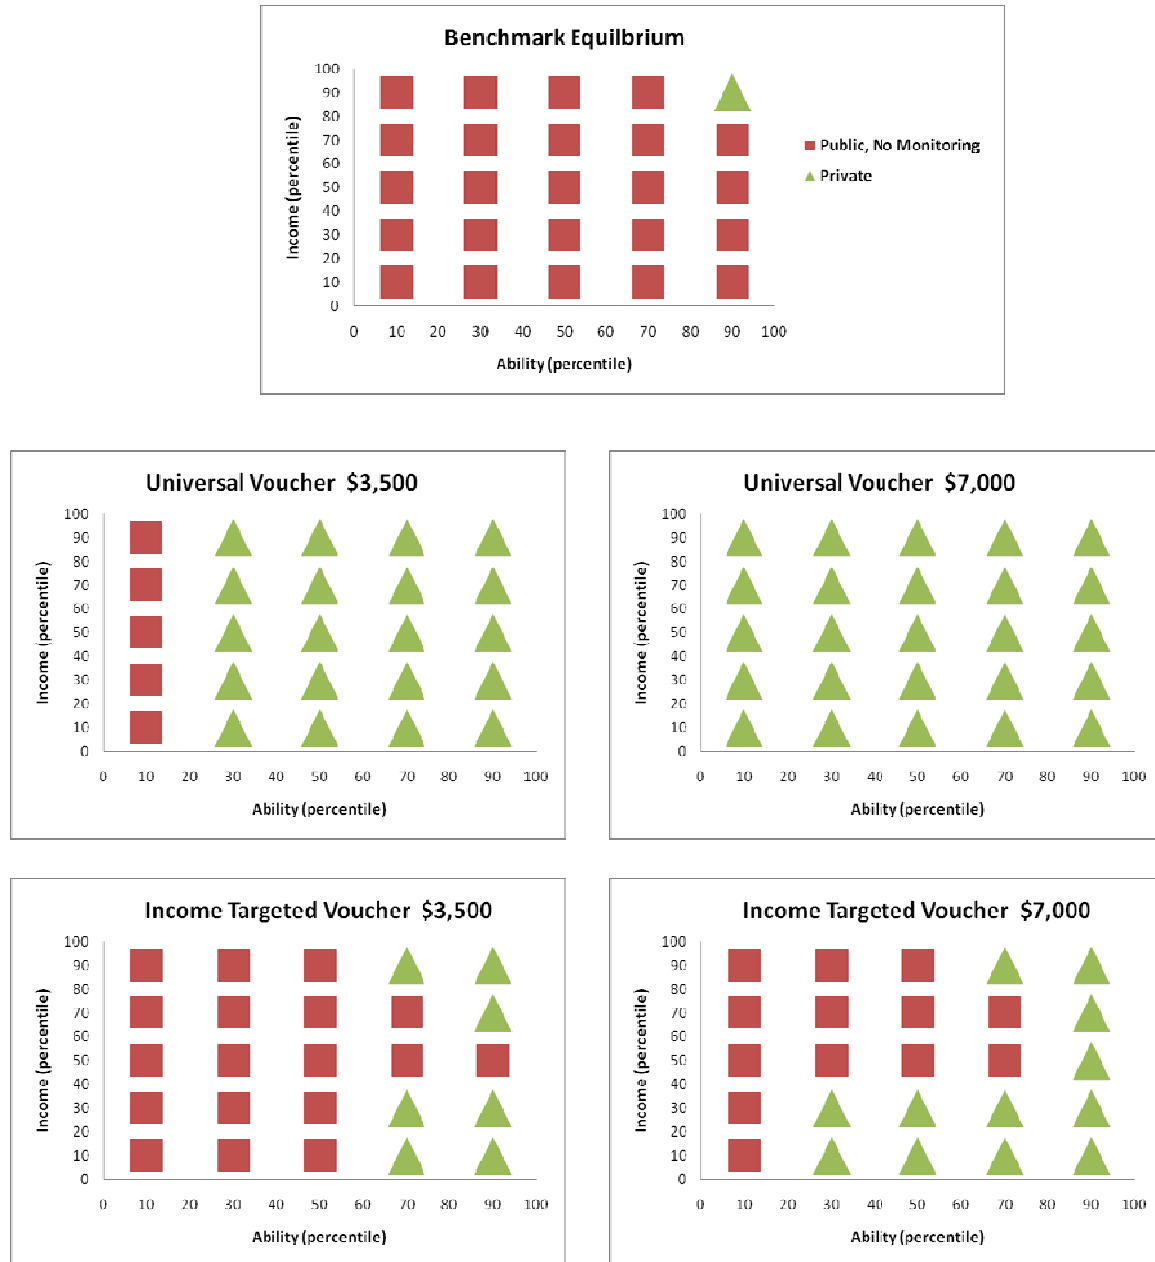 Benchmark Equilbrium
Income (percentile)
100
90
80
70
60
50
40
30
20
10
0
0 10 20 30 40 50 60 70 80 90 100
Ability (percentile)
Public, No Monitoring
Private
Universal Voucher $3,500
Income (percentile)
100
90
80
70
60
50
40
30
20
10
0
0 10 20 30 40 50 60 70 80 90 100
Ability (percentile)
Universal Voucher $7,000
Income (percentile)
100
90
80
70
60
50
40
30
20
10
0
0 10 20 30 40 50 60 70 80 90 100
Ability (percentile)
Income Targeted Voucher $3,500
Income (percentile)
100
90
80
70
60
50
40
30
20
10
0
0 10 20 30 40 50 60 70 80 90 100
Ability (percentile)
Income Targeted Voucher $7,000
Income (percentile)
100
90
80
70
60
50
40
30
20
10
0
0 10 20 30 40 50 60 70 80 90 100
Ability (percentile)